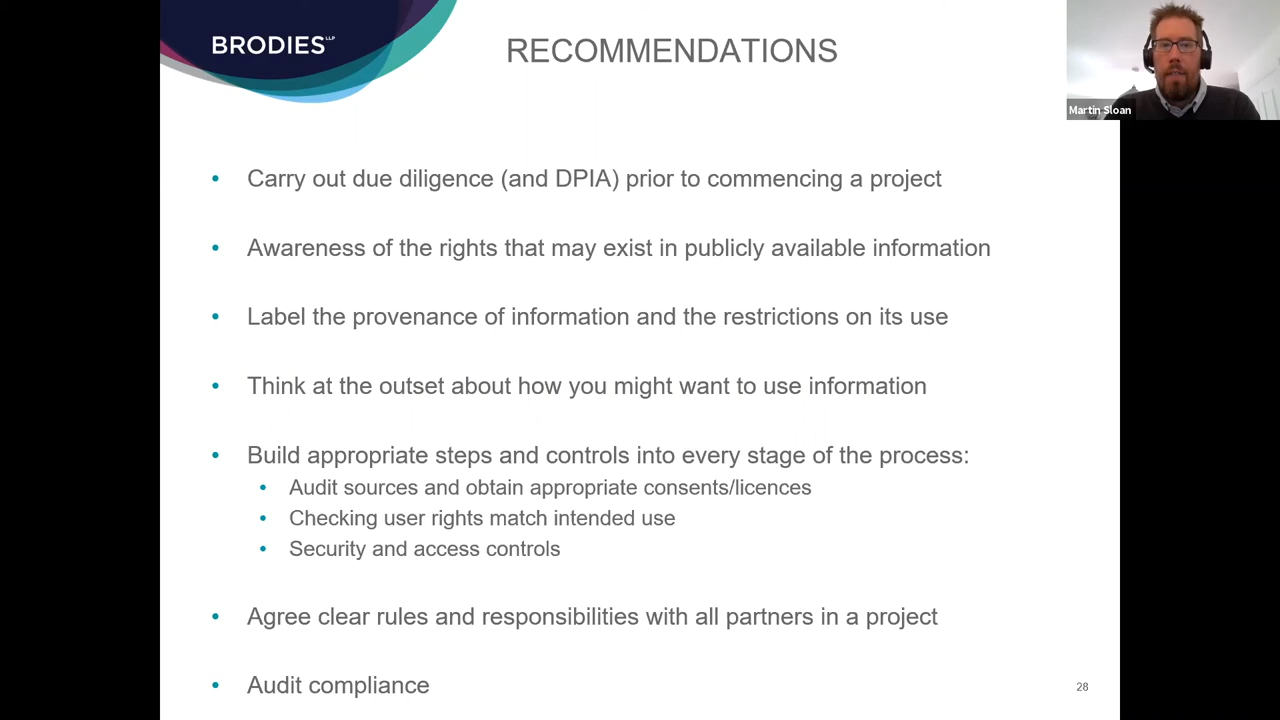 BRODIES LLP
RECOMMENDATIONS
Martin Sloan
• Carry out due diligence (and DPIA) prior to commencing a project
• Awareness of the rights that may exist in publicly available information
• Label the provenance of information and the restrictions on its use
• Think at the outset about how you might want to use information
• Build appropriate steps and controls into every stage of the process:
• Audit sources and obtain appropriate consents/licences
• Checking user rights match intended use
• Security and access controls
• Agree clear rules and responsibilities with all partners in a project
• Audit compliance
28